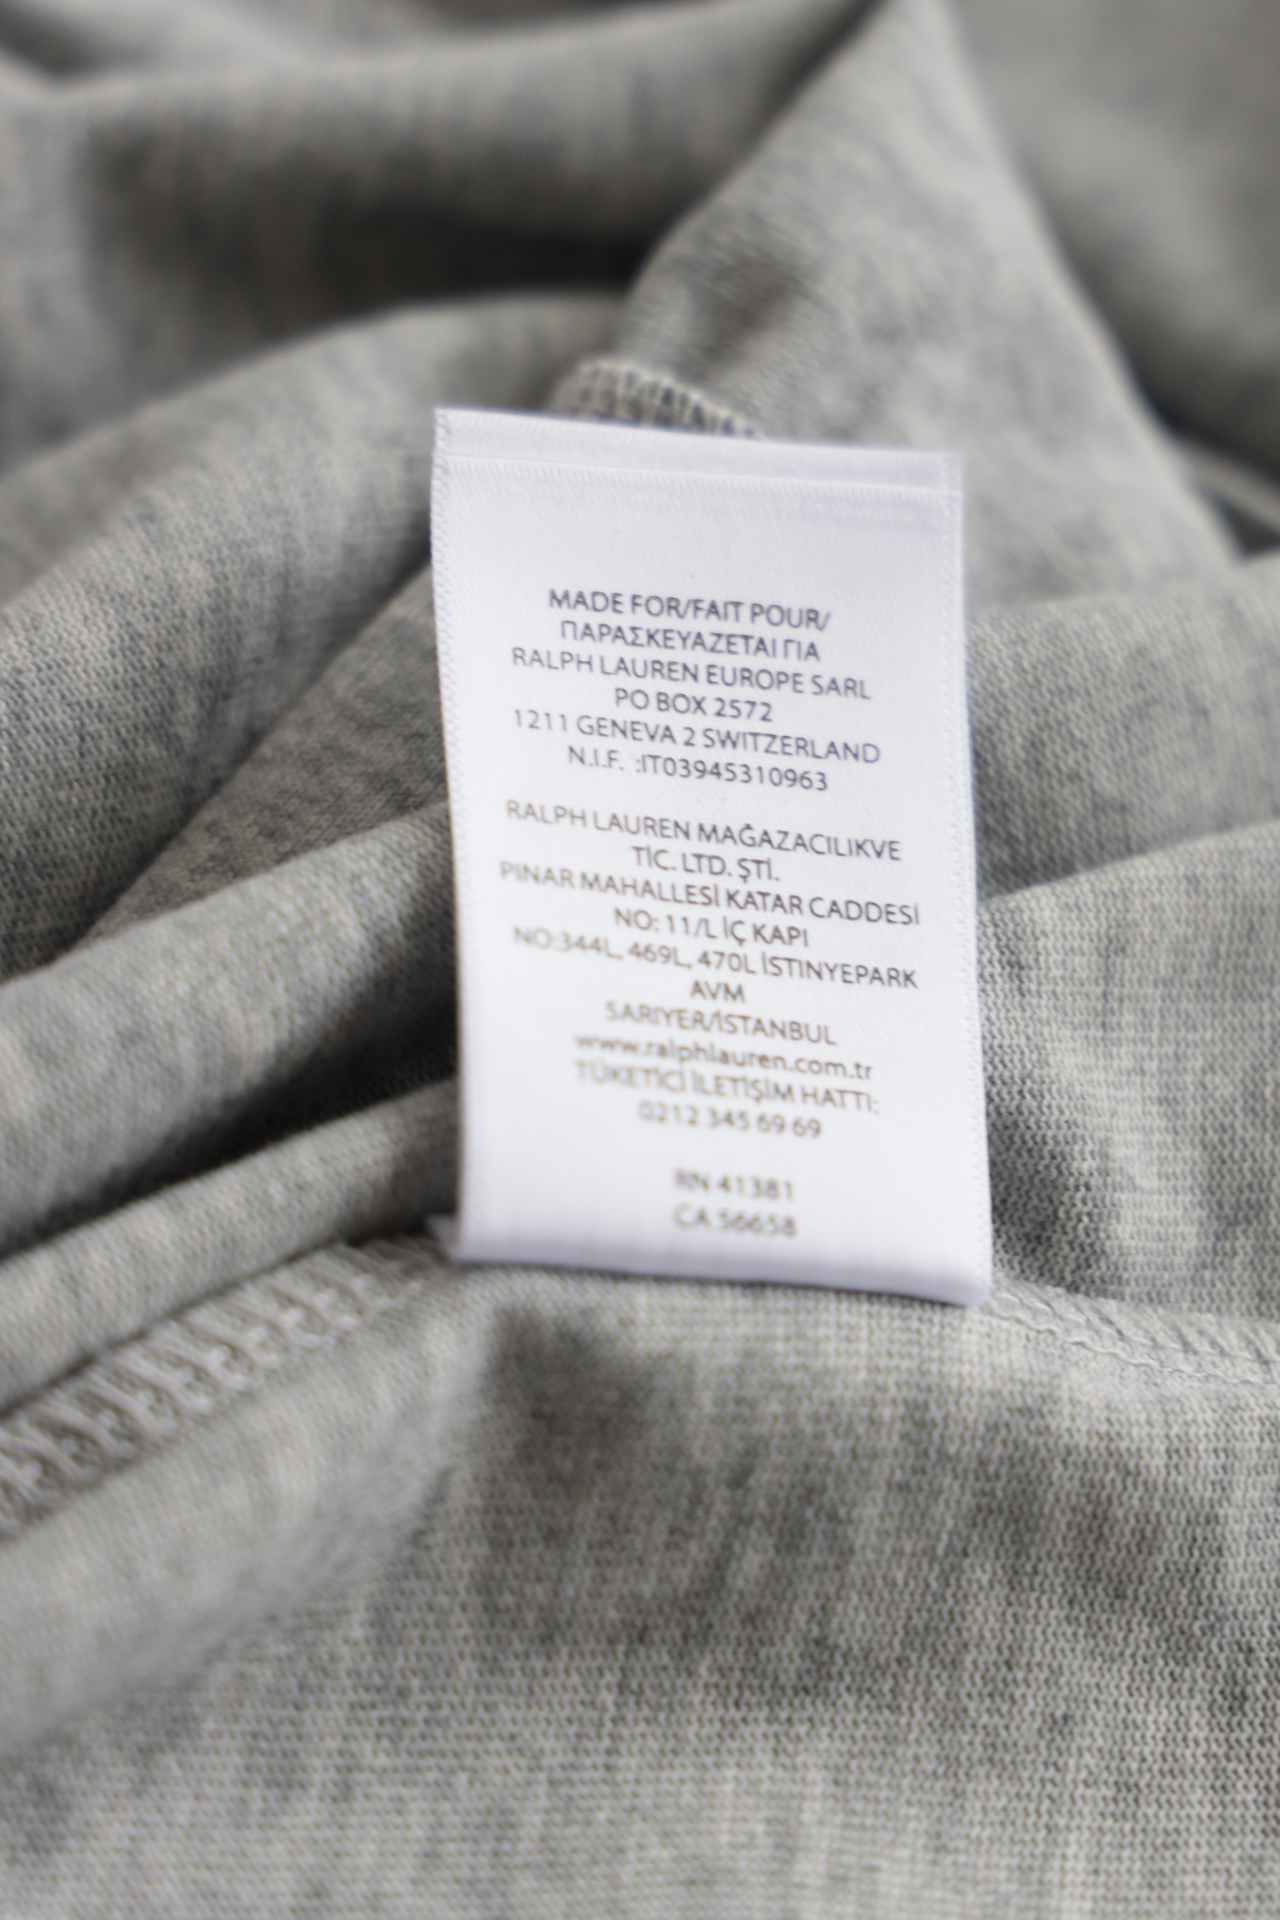 MADE FOR/FAIT POUR/
ΠΑΡΑΣΚΕΥΑΖΕΤΑΙ ΓΙΑ
RALPH LAUREN EUROPE SARL
PO BOX 2572
1211 GENEVA 2 SWITZERLAND
N.I.F. :IT03945310963
RALPH LAUREN MAĞAZACILIKVE
TİC. LTD. ŞTİ.
PINAR MAHALLESİ KATAR CADDESİ
NO: 11/L İÇ KAPI
NO:344L, 469L, 470L İSTINYEPARK
AVM
SARIYER/İSTANBUL
www.ralphlauren.com.tr
TÜKETİCİ İLETİŞİM HATTI:
0212 345 69 69
RN 41381
CA 56658